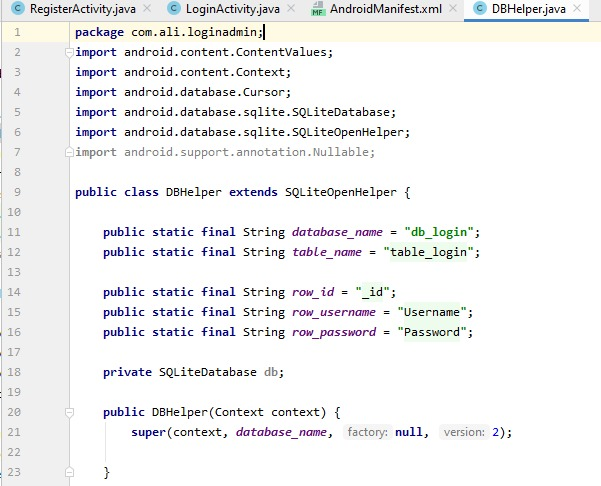 RegisterActivity.java LoginActivity.java AndroidManifest.xml DBHelper.java
1 package com.ali.loginadmin;
2 import android.content.ContentValues;
3 import android.content.Context;
4 import android.database.Cursor;
5 import android.database.sqlite.SQLiteDatabase;
6 import android.database.sqlite.SQLiteOpenHelper;
7 import android.support.annotation.Nullable;
8
9 public class DBHelper extends SQLiteOpenHelper {
10
11 public static final String database_name = "db_login";
12 public static final String table_name = "table_login";
13
14 public static final String row_id = "_id";
15 public static final String row_username = "Username";
16 public static final String row_password = "Password";
17
18 private SQLiteDatabase db;
19
20 public DBHelper(Context context) {
21 super(context, database_name, factory: null, version: 2);
22
23 }